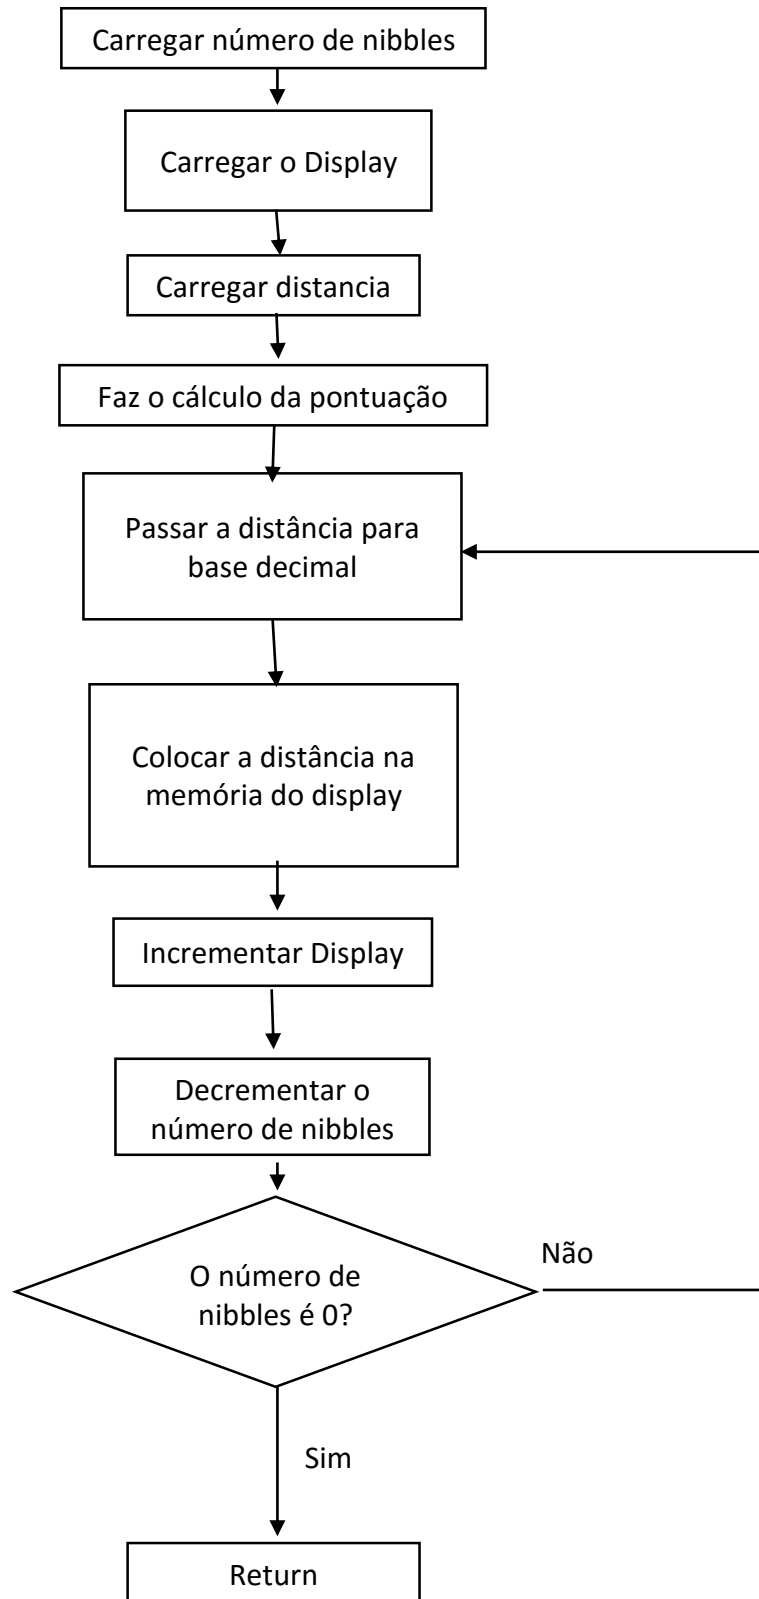 Carregar número de nibbles
Carregar o Display
Carregar distancia
Faz o cálculo da pontuação
Passar a distância para
base decimal
Colocar a distância na
memória do display
Incrementar Display
Decrementar o
número de nibbles
O número de
nibbles é 0?
Não
Sim
Return